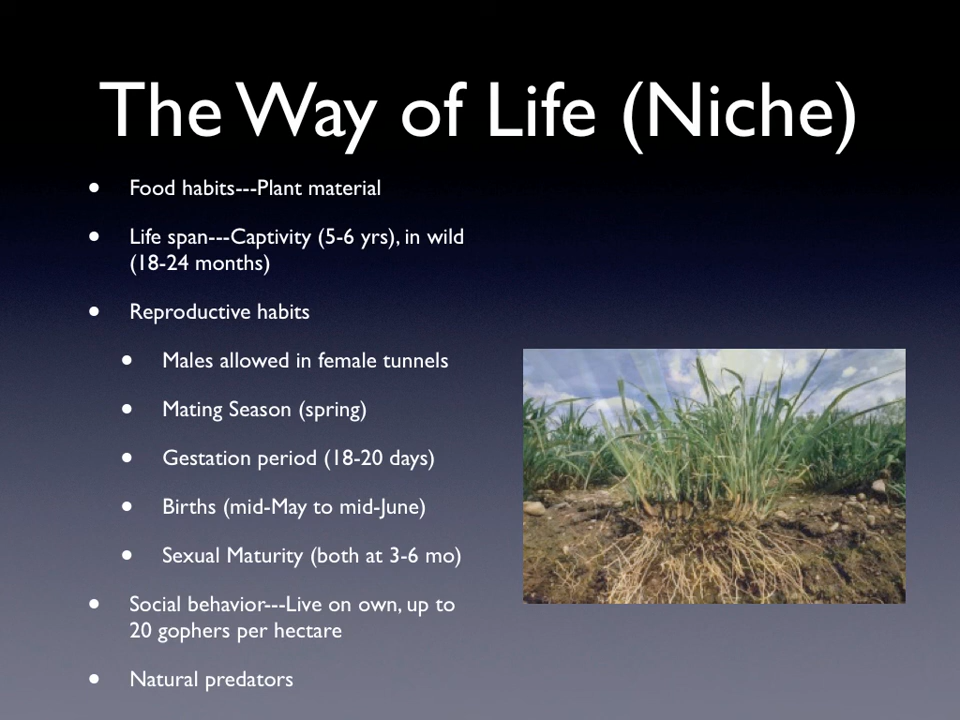 The Way of Life (Niche)
• Food habits---Plant material
• Life span---Captivity (5-6 yrs), in wild
(18-24 months)
• Reproductive habits
• Males allowed in female tunnels
• Mating Season (spring)
• Gestation period (18-20 days)
• Births (mid-May to mid-June)
• Sexual Maturity (both at 3-6 mo)
• Social behavior---Live on own, up to
20 gophers per hectare
• Natural predators